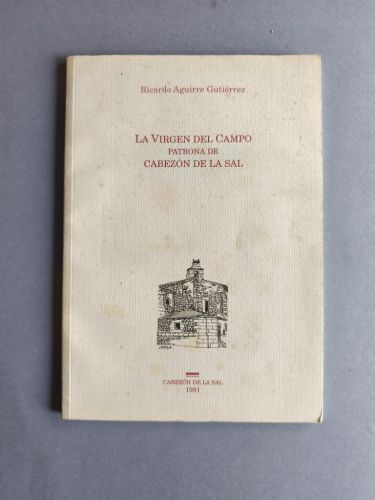 Ricardo Aguirre Gutiérrez
LA VIRGEN DEL CAMPO
PATRONA DE
CABEZÓN DE LA SAL
CABEZÓN DE LA SAL
1991